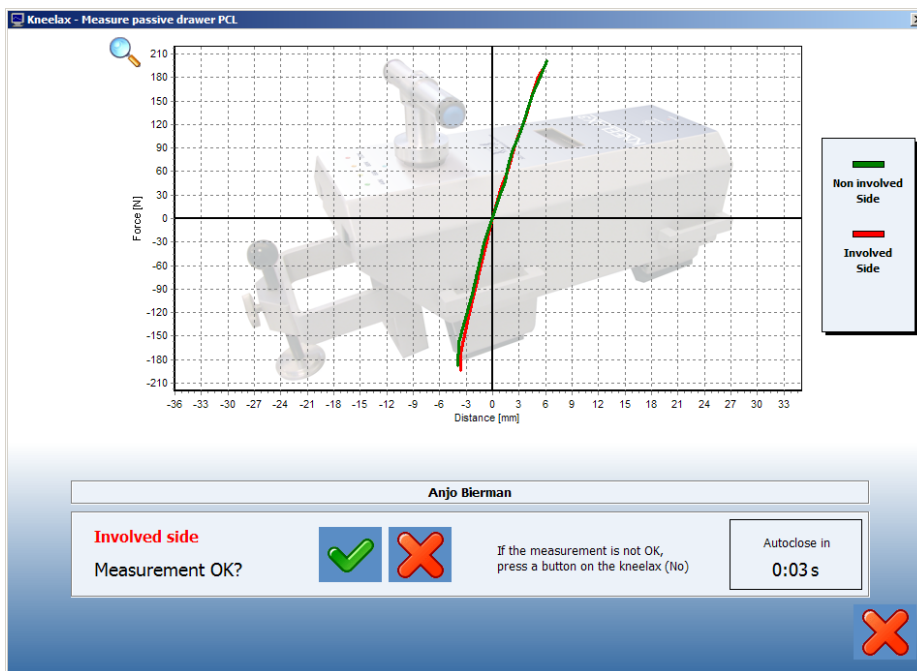 Kneelax - Measure passive drawer PCL
210
180
150
120
90
60
30
0
-30
-60
-90
-120
-150
-180
-210
Force [N]
-36 -33 -30 -27 -24 -21 -18 -15 -12 -9 -6 -3 0 3 6 9 12 15 18 21 24 27 30 33
Distance [mm]
Non involved
Side
Involved
Side
Anjo Bierman
Involved side
Measurement OK?
If the measurement is not OK,
press a button on the kneelax (No)
Autoclose in
0:03 s